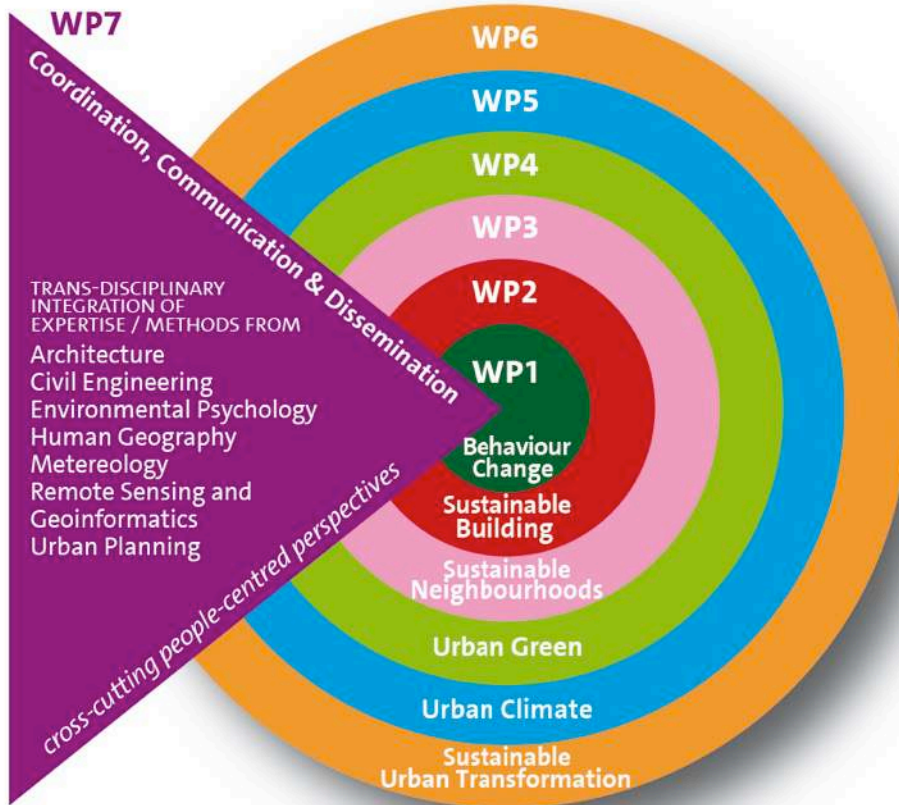 WP7
Coordination, Communication & Dissemination
TRANS-DISCIPLINARY
INTEGRATION OF
EXPERTISE / METHODS FROM
Architecture
Civil Engineering
Environmental Psychology
Human Geography
Metereology
Remote Sensing and
Geoinformatics
Urban Planning
cross-cutting people-centred perspectives
WP6
WP5
WP4
WP3
WP2
WP1
Behaviour
Change
Sustainable
Building
Sustainable
Neighbourhoods
Urban Green
Urban Climate
Sustainable
Urban Transformation